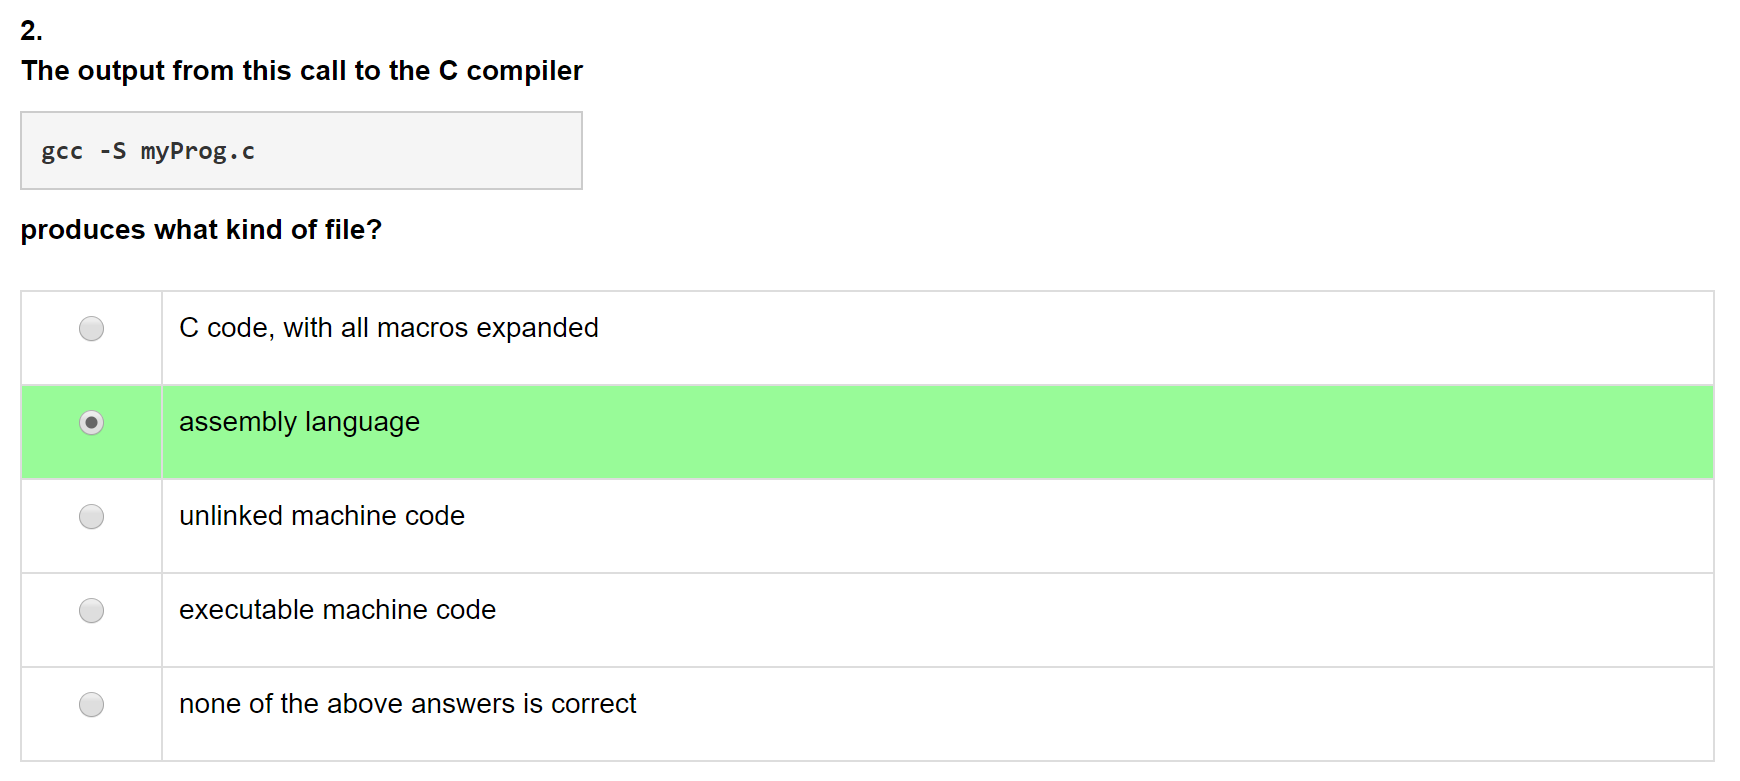 2.
The output from this call to the C compiler
gcc -S myProg.c
produces what kind of file?
C code, with all macros expanded
assembly language
unlinked machine code
executable machine code
none of the above answers is correct